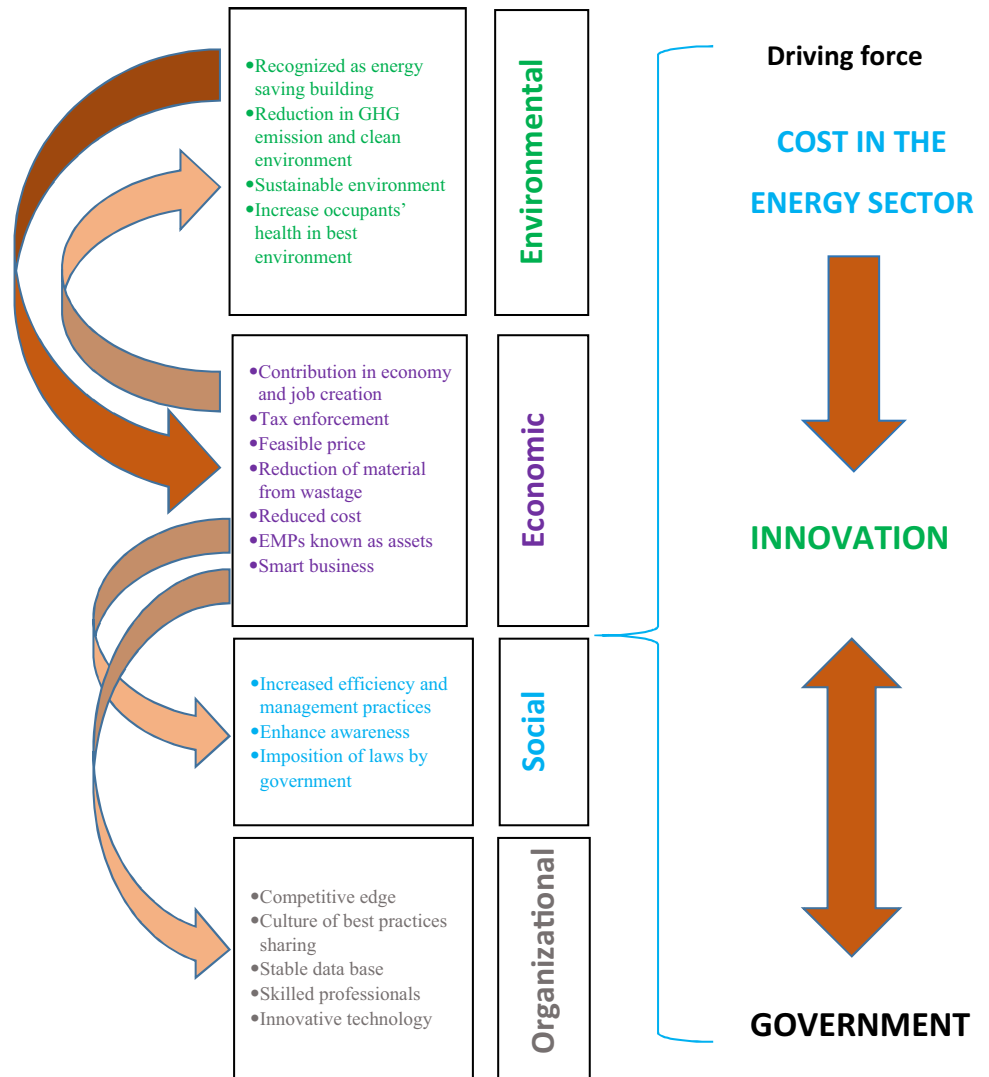 •Recognized as energy
saving building
•Reduction in GHG
emission and clean
environment
•Sustainable environment
•Increase occupants’
health in best
environment
Environmental
•Contribution in economy
and job creation
•Tax enforcement
•Feasible price
•Reduction of material
from wastage
•Reduced cost
•EMPs known as assets
•Smart business
Economic
•Increased efficiency and
management practices
•Enhance awareness
•Imposition of laws by
government
Social
•Competitive edge
•Culture of best practices
sharing
•Stable data base
•Skilled professionals
•Innovative technology
Organizational
Driving force
COST IN THE
ENERGY SECTOR
INNOVATION
GOVERNMENT